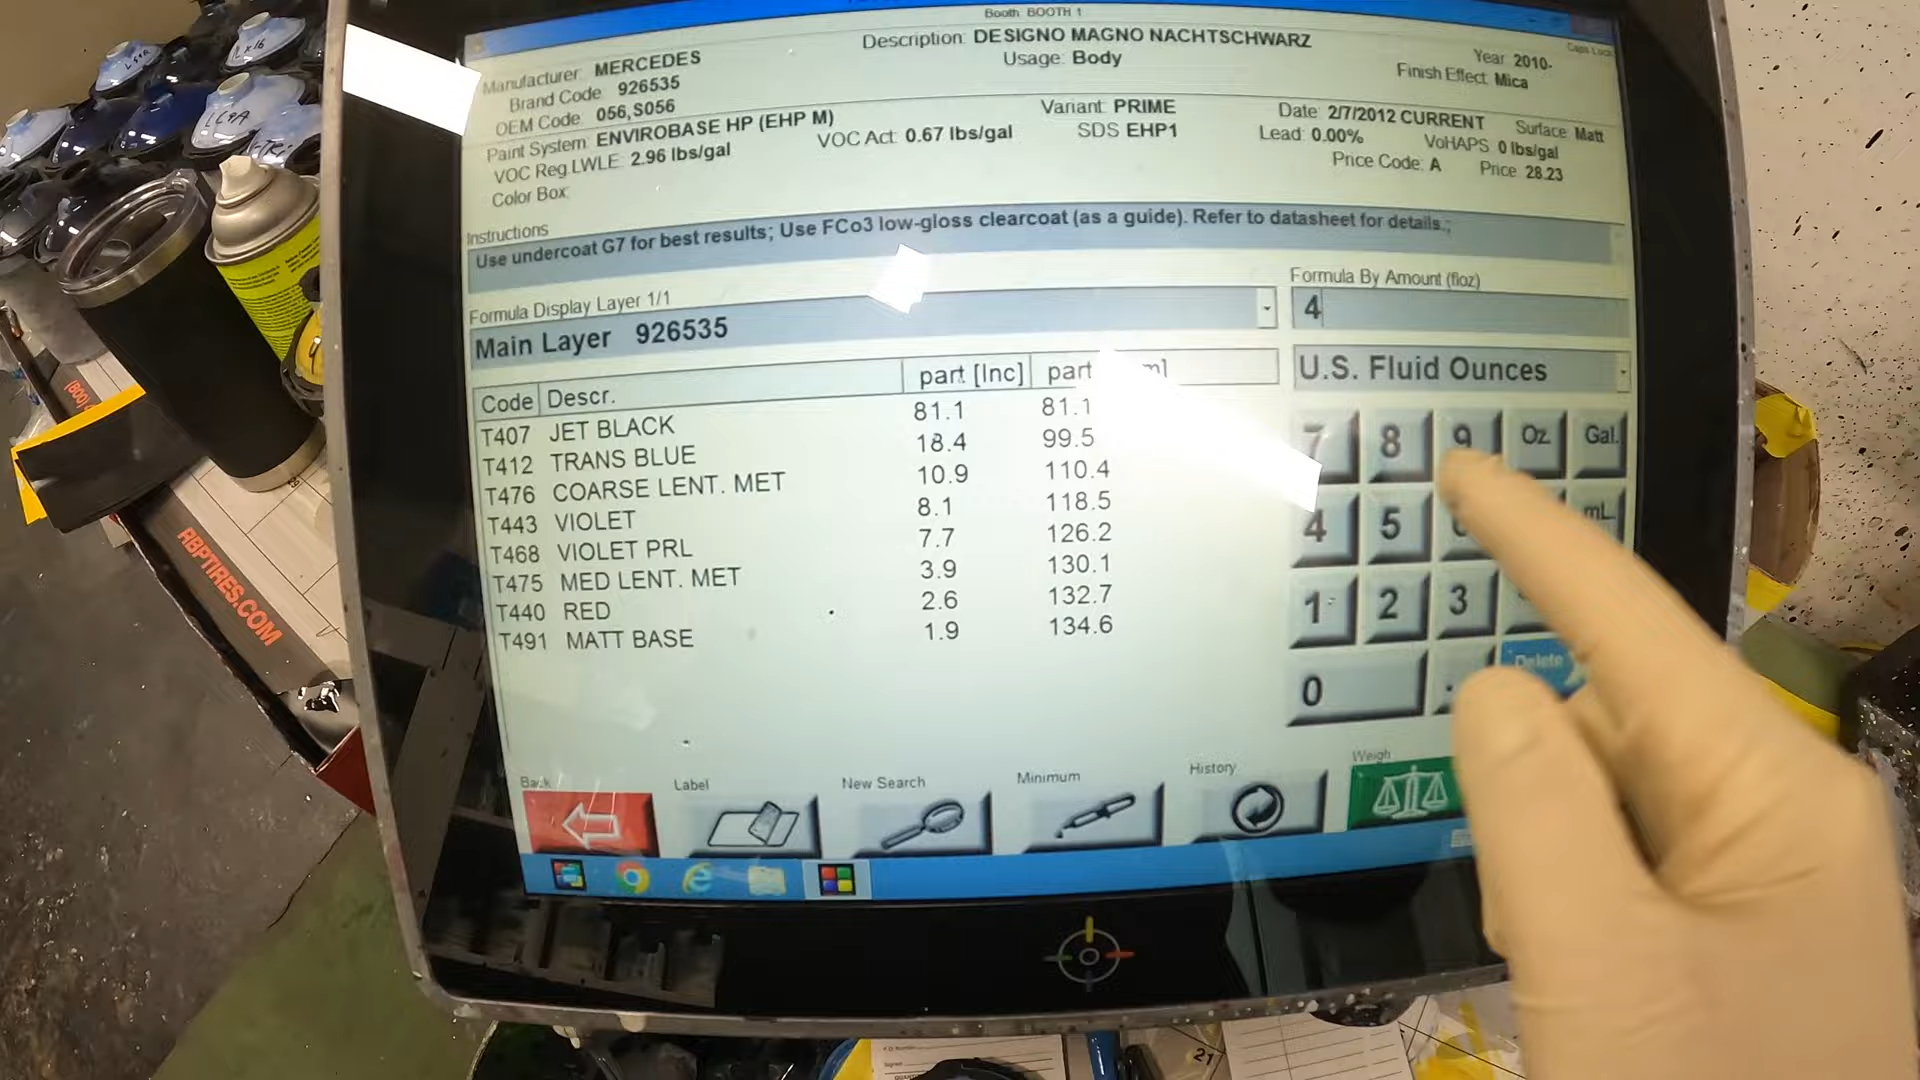 Booth: BOOTH 1
Caps Lock
Manufacturer: MERCEDES
Description: DESIGNO MAGNO NACHTSCHWARZ
Year: 2010-
Brand Code: 926535
Usage: Body
Finish Effect: Mica
OEM Code: 056,S056
Variant: PRIME
Date: 2/7/2012 CURRENT
Surface: Matt
Paint System: ENVIROBASE HP (EHP M)
VOC Act: 0.67 lbs/gal
SDS EHP1
Lead: 0.00%
VoHAPS 0 lbs/gal
VOC Reg.LWLE: 2.96 lbs/gal
Price Code: A
Price: 28.23
Color Box:
Instructions
Use undercoat G7 for best results; Use FCo3 low-gloss clearcoat (as a guide). Refer to datasheet for details.;
Formula Display Layer 1/1
Formula By Amount (floz)
Main Layer 926535
4
U.S. Fluid Ounces
Code Descr. part [Inc] part
T407 JET BLACK 81.1 81.1
T412 TRANS BLUE 18.4 99.5
T476 COARSE LENT. MET 10.9 110.4
T443 VIOLET 8.1 118.5
T468 VIOLET PRL 7.7 126.2
T475 MED LENT. MET 3.9 130.1
T440 RED 2.6 132.7
T491 MATT BASE 1.9 134.6
7 8 9 Oz. Gal.
4 5 mL
1 2 3
0 . Delete
Back
Label
New Search
Minimum
History
Weigh
RBPTIRES.COM
(800)
LC9A
21